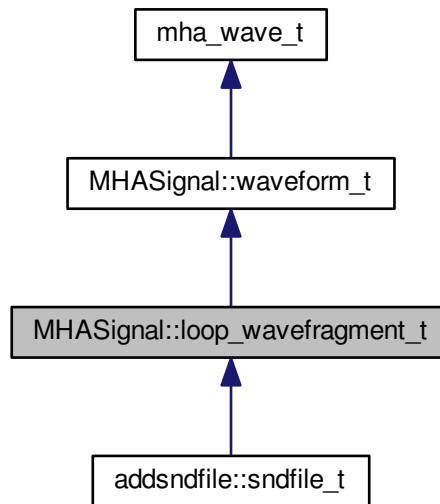 mha_wave_t
MHASignal::waveform_t
MHASignal::loop_wavefragment_t
addsndfile::sndfile_t